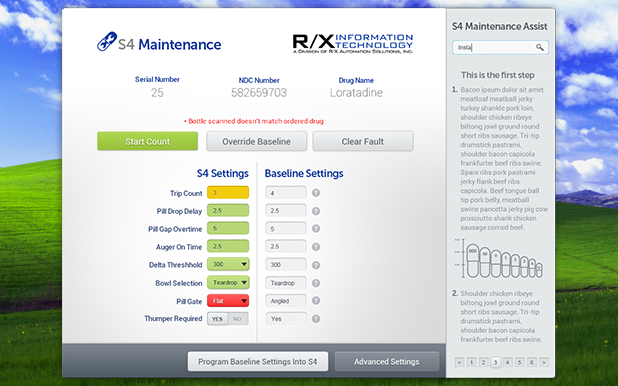 S4 Maintenance
R/X INFORMATION TECHNOLOGY
A DIVISION OF R/X AUTOMATION SOLUTIONS, INC.
Serial Number NDC Number Drug Name
25 582659703 Loratadine
• Bottle scanned doesn't match ordered drug
Start Count Override Baseline Clear Fault
S4 Settings Baseline Settings
Trip Count 3 4 ?
Pill Drop Delay 2.5 2.5 ?
Pill Gap Overtime 5 5 ?
Auger On Time 2.5 2.5 ?
Delta Threshhold 300 300 ?
Bowl Selection Teardrop Teardrop ?
Pill Gate Flat Angled ?
Thumper Required YES NO Yes ?
Program Baseline Settings Into S4 Advanced Settings
S4 Maintenance Assist
Insta
This is the first step
1. Bacon ipsum dolor sit amet
meatloaf meatball jerky
turkey shankle pork loin,
shoulder chicken ribeye
biltong jowl ground round
short ribs sausage. Tri-tip
drumstick pastrami,
shoulder bacon capicola
frankfurter beef ribs swine.
Spare ribs pork pastrami
jerky flank beef ribs
capicola. Beef tongue ball
tip pork belly, meatball
swine pancetta jerky pig cow
prosciutto shank chicken
sausage corned beef.
000 00 0 1 2 3 4 5
2. Shoulder chicken ribeye
biltong jowl ground round
short ribs sausage. Tri-tip
drumstick pastrami,
shoulder bacon capicola
frankfurter beef ribs swine.
< 1 2 3 4 5 6 >